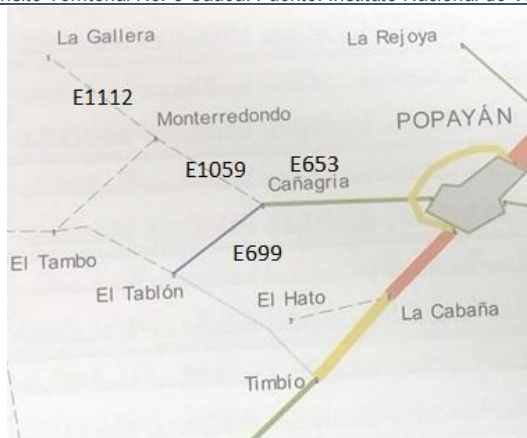 La Gallera
La Rejoya
E1112
Monterredondo
POPAYÁN
E1059
E653
Cañagria
E699
El Tambo
El Tablón
El Hato
La Cabaña
Timbío